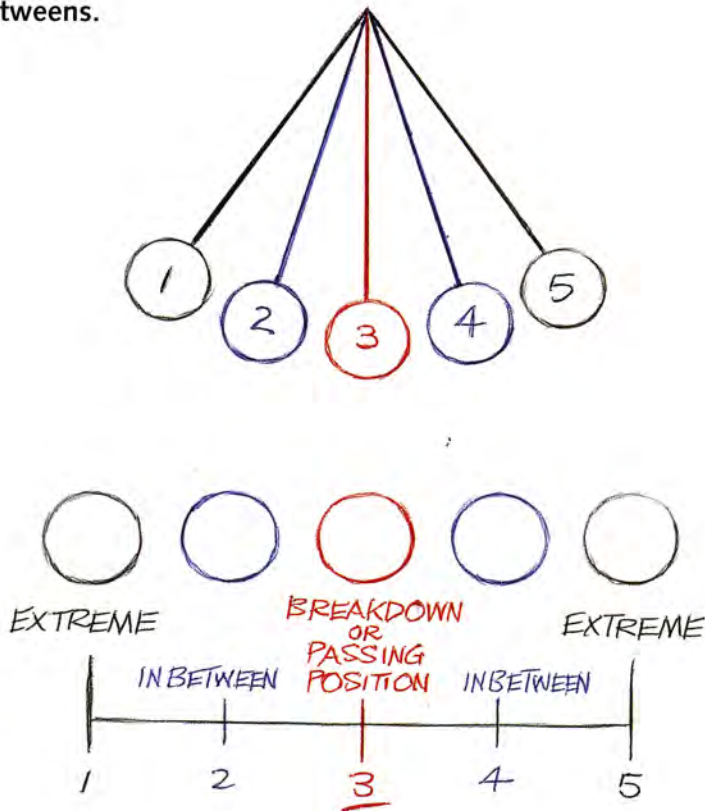 tweens.
1
2
3
4
5
EXTREME
BREAKDOWN
OR
PASSING
POSITION
EXTREME
INBETWEEN
INBETWEEN
1 2 3 4 5